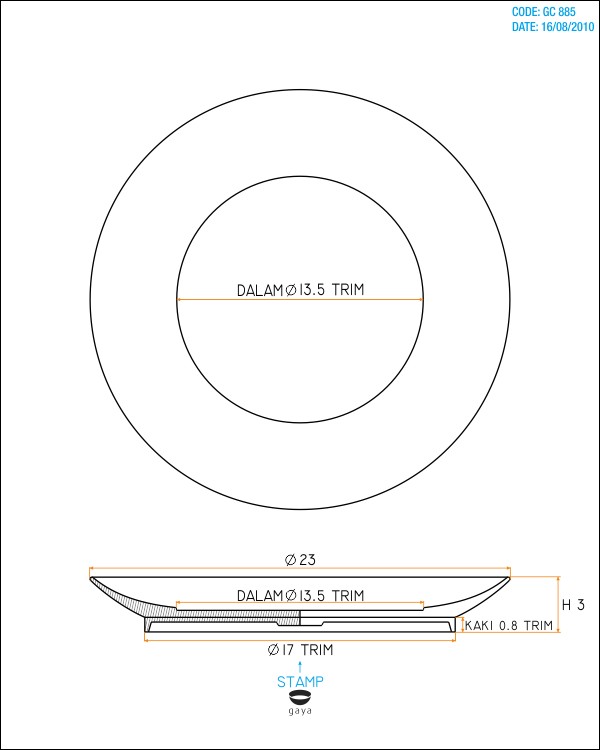 CODE: GC 885
DATE: 16/08/2010
DALAM Ø 13.5 TRIM
Ø 23
DALAM Ø 13.5 TRIM
H 3
KAKI 0.8 TRIM
Ø 17 TRIM
STAMP
gaya